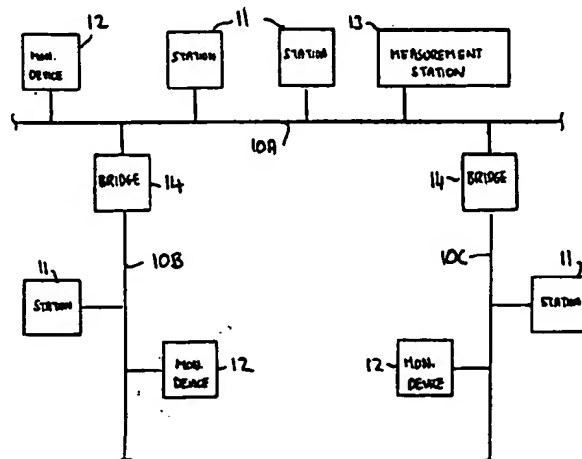 12
MON.
DEVICE
11
STATION
STATION
13
MEASUREMENT
STATION
10A
BRIDGE
14
14
BRIDGE
10B
10C
11
STATION
11
STATION
MON.
DEVICE
12
12
MON.
DEVICE